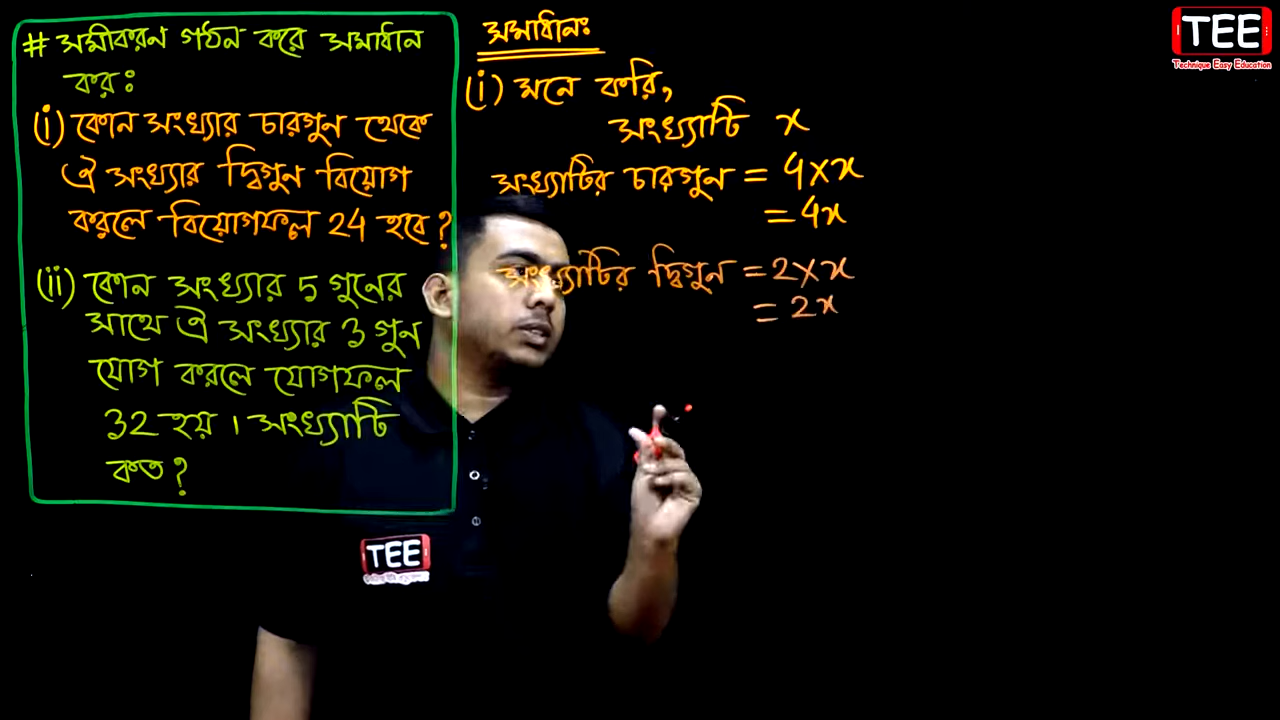 # সমীকরণ গঠন করে সমাধান
কর:
(i) কোন সংখ্যার চারগুন থেকে
ঐ সংখ্যার দ্বিগুন বিয়োগ
করলে বিয়োগফল 24 হবে?
(ii) কোন সংখ্যার 5 গুনের
সাথে ঐ সংখ্যার 3 গুন
যোগ করলে যোগফল
32 হয়। সংখ্যাটি
কত?
সমাধানঃ
(i) মনে করি,
সংখ্যাটি x
সংখ্যাটির চারগুন = 4×x
= 4x
সংখ্যাটির দ্বিগুন = 2×x
= 2x
TEE
Technique Easy Education
TEE